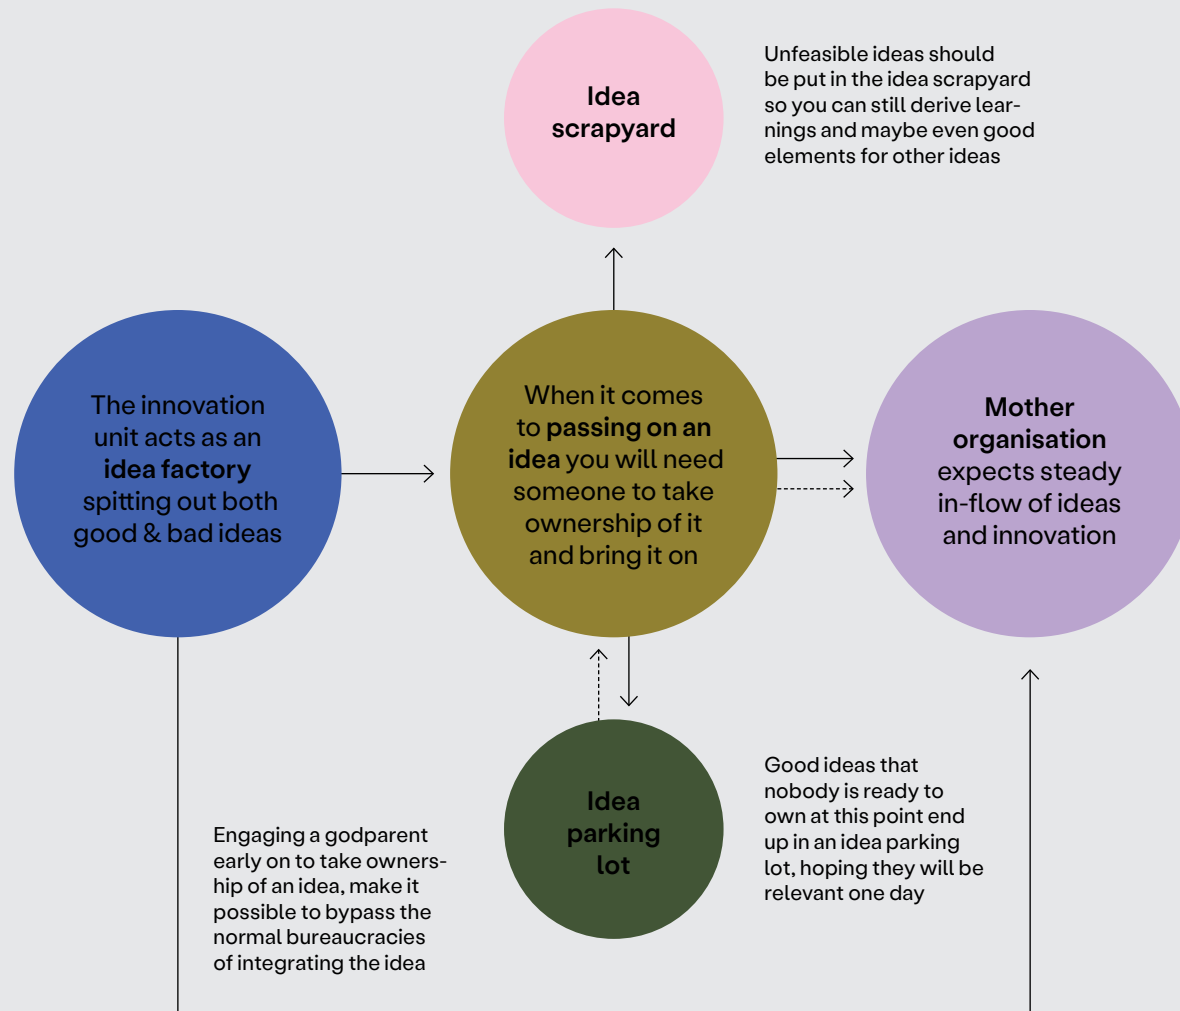 Idea
scrapyard
Unfeasible ideas should
be put in the idea scrapyard
so you can still derive lear-
nings and maybe even good
elements for other ideas
The innovation
unit acts as an
idea factory
spitting out both
good & bad ideas
When it comes
to passing on an
idea you will need
someone to take
ownership of it
and bring it on
Mother
organisation
expects steady
in-flow of ideas
and innovation
Engaging a godparent
early on to take owners-
hip of an idea, make it
possible to bypass the
normal bureaucracies
of integrating the idea
Idea
parking
lot
Good ideas that
nobody is ready to
own at this point end
up in an idea parking
lot, hoping they will be
relevant one day